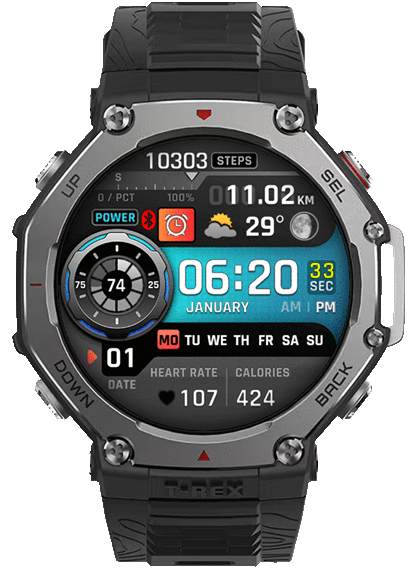 10303 STEPS
S
0 / PCT 100%
011.02 KM
UP
SEL
POWER
29°
75 74 25
06:20 33 SEC
JANUARY AM | PM
MO TU WE TH FR SA SU
01
DATE
HEART RATE CALORIES
107 424
DOWN
BACK
T-REX